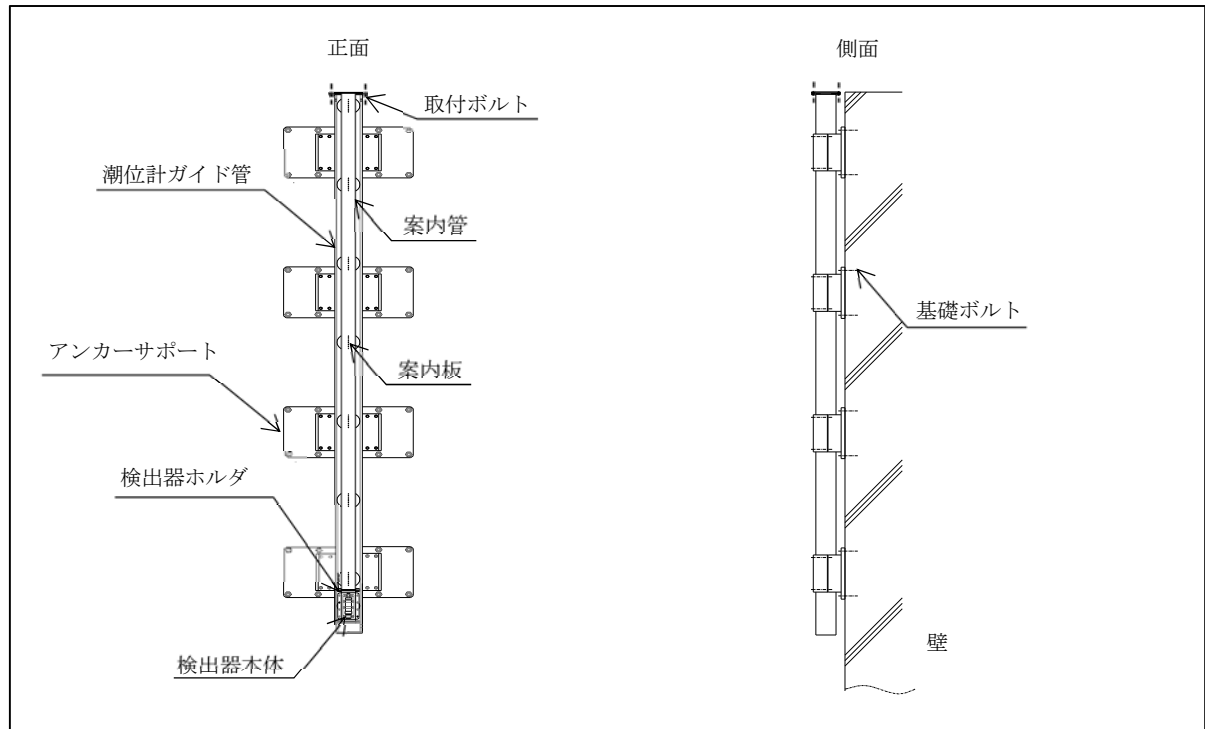 正面
側面
取付ボルト
潮位計ガイド管
案内管
基礎ボルト
アンカーサポート
案内板
検出器ホルダ
検出器本体
壁